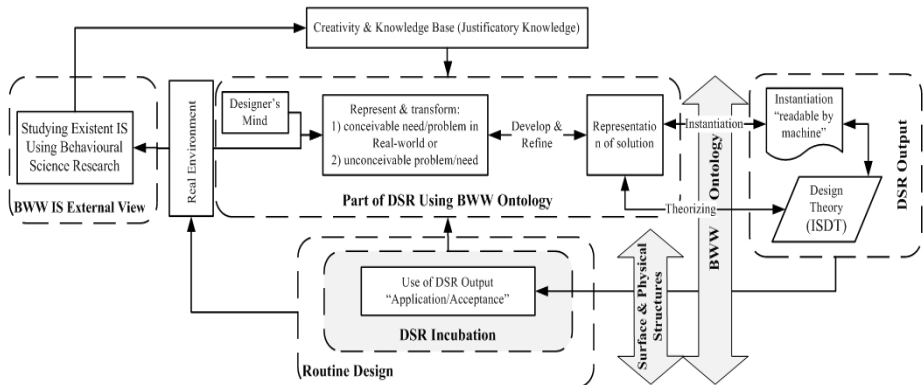 Creativity & Knowledge Base (Justificatory Knowledge)
Studying Existent IS
Using Behavioural
Science Research
BWW IS External View
Real Environment
Designer's
Mind
Represent & transform:
1) conceivable need/problem in
Real-world or
2) unconceivable problem/need
Develop &
Refine
Representatio
n of solution
Part of DSR Using BWW Ontology
Instantiation
Theorizing
BWW Ontology
Instantiation
"readable by
machine"
Design
Theory
(ISDT)
DSR Output
Use of DSR Output
"Application/Acceptance"
DSR Incubation
Routine Design
Surface & Physical
Structures